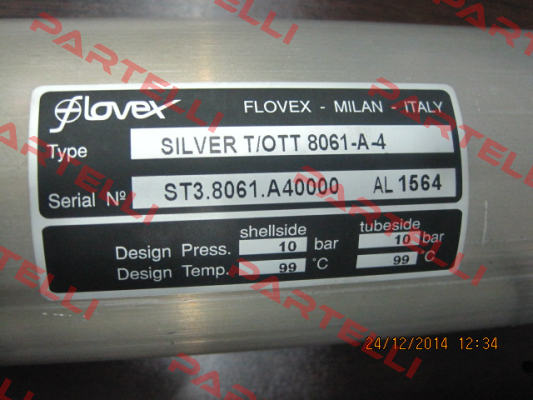 flovex FLOVEX - MILAN - ITALY
Type SILVER T/OTT 8061-A-4
Serial Nº ST3.8061.A40000 AL 1564
shellside tubeside
Design Press. 10 bar 10 bar
Design Temp. 99 °C 99 °C
24/12/2014 12:34
PARTELLI
PARTELLI
PARTELLI
PARTELLI
PARTELLI